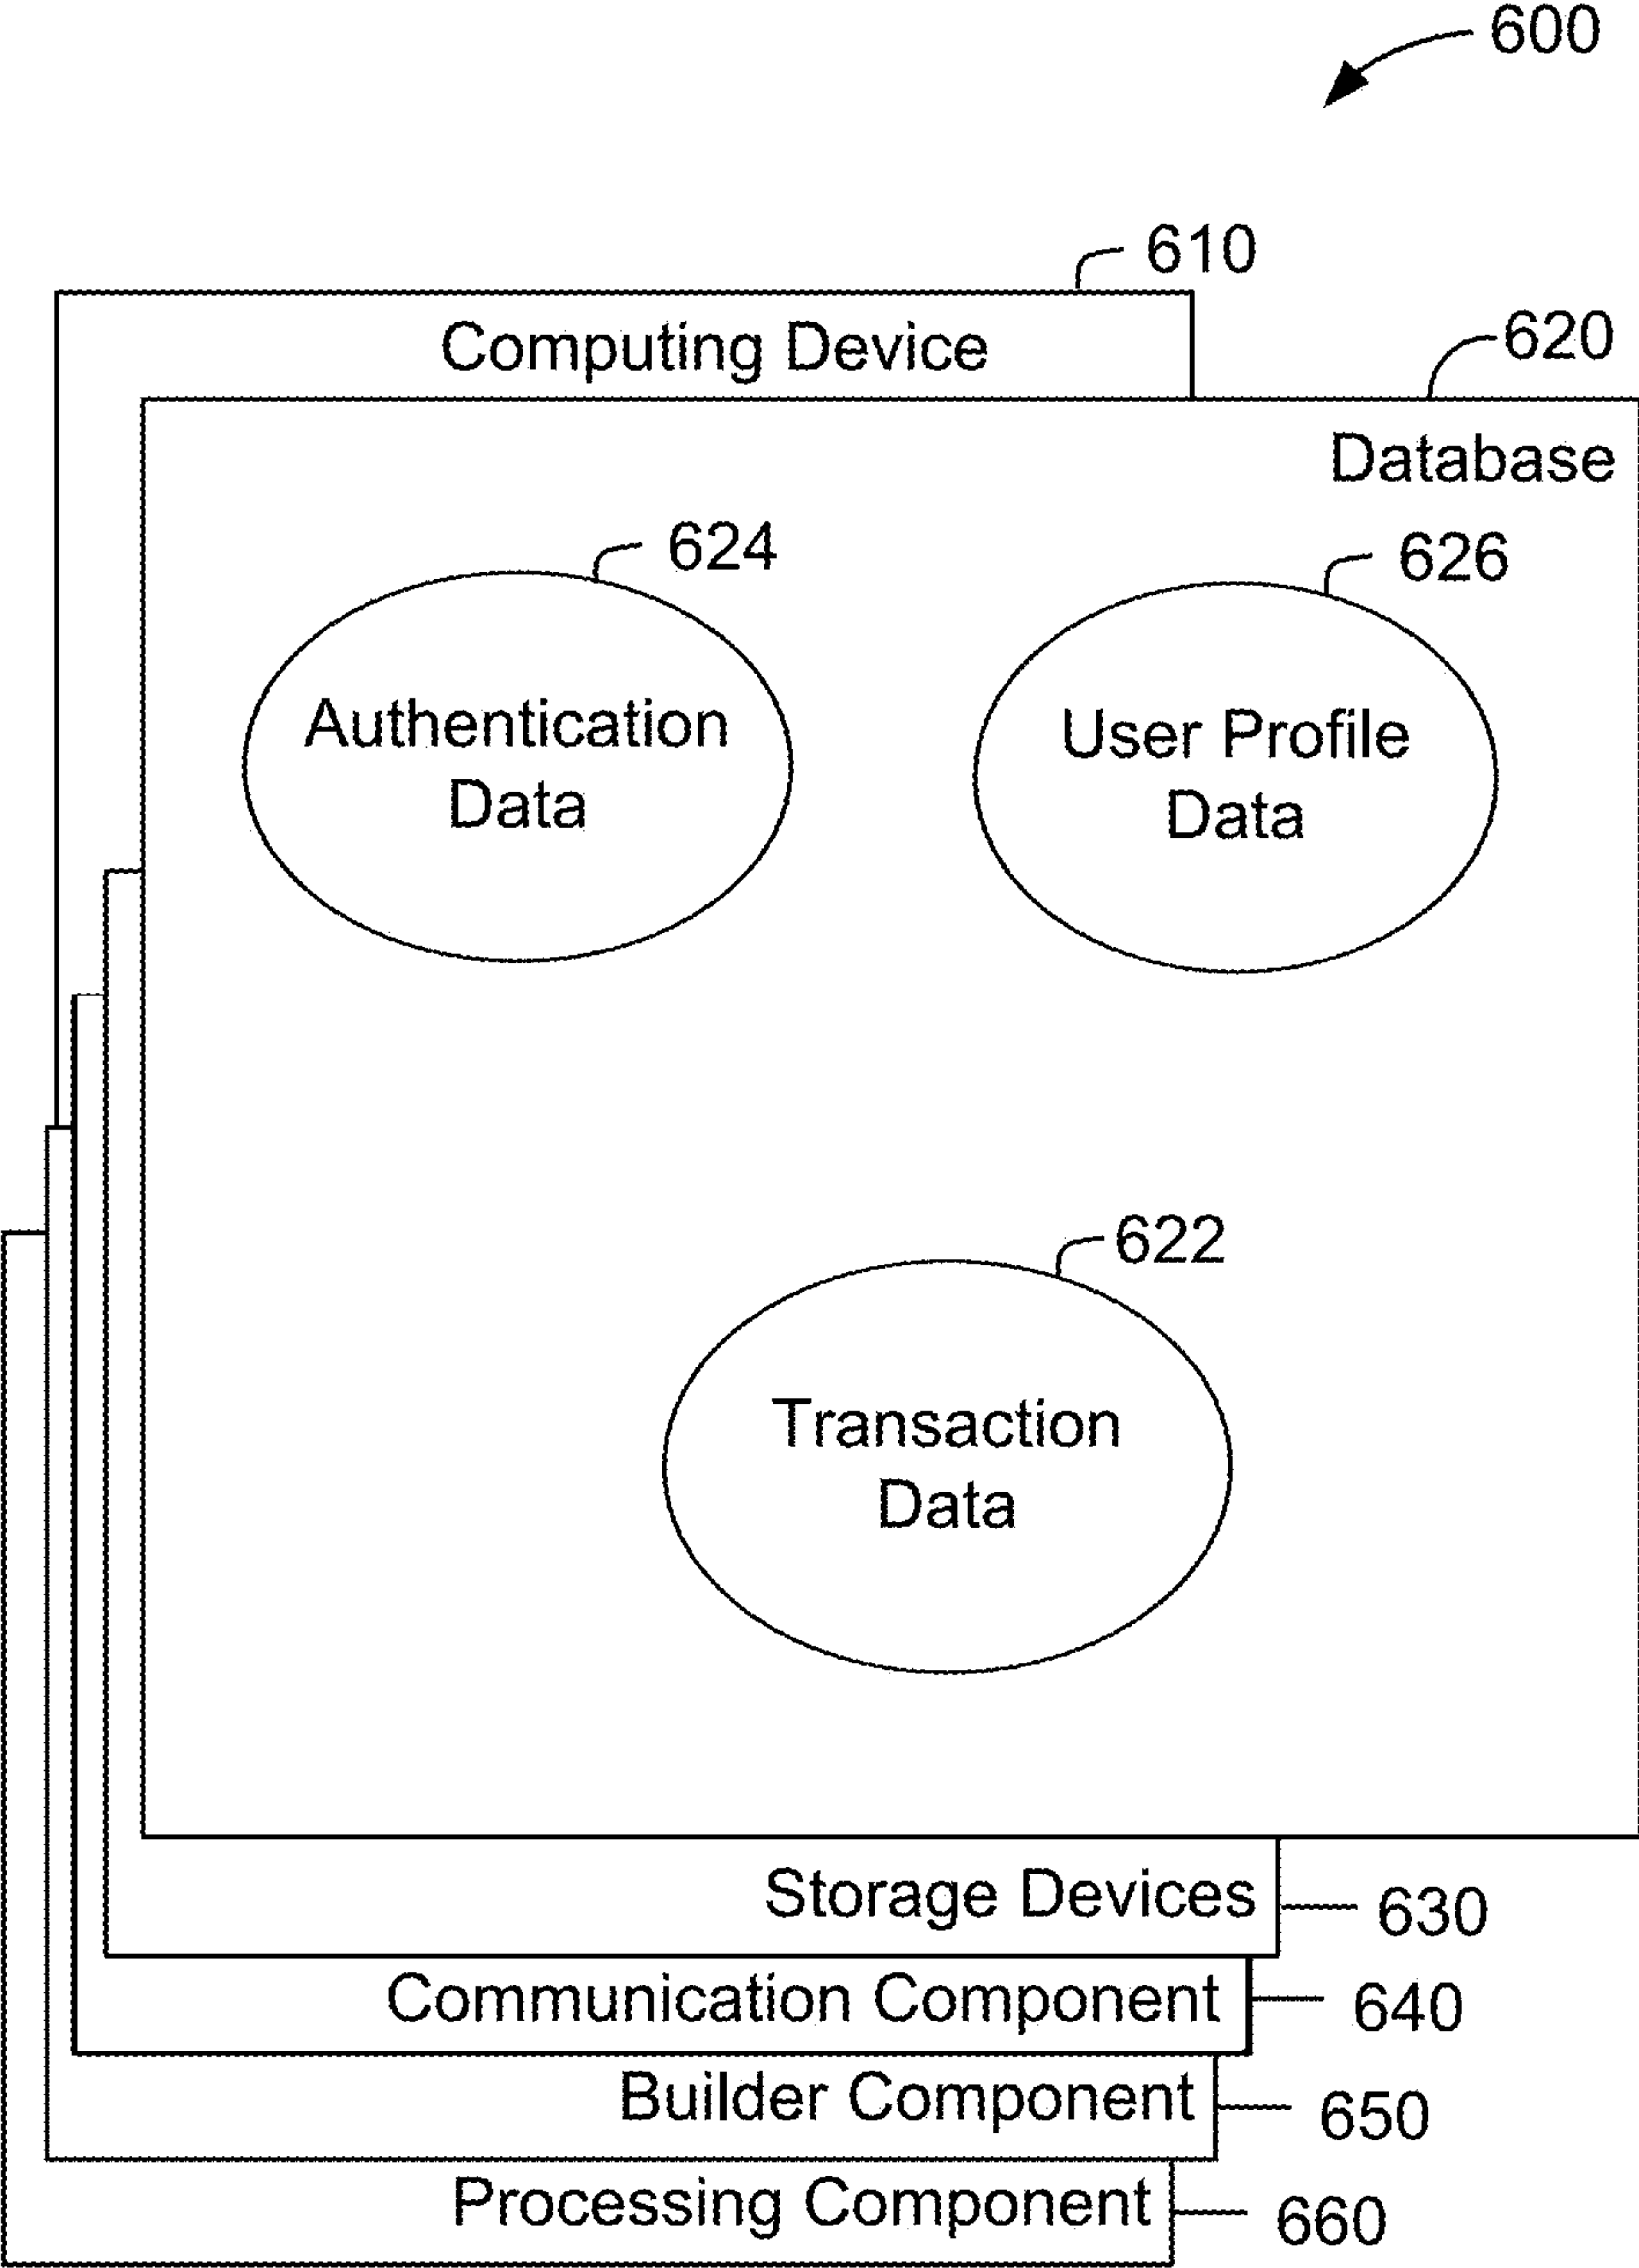 600
610
Computing Device
620
Database
624
626
Authentication
Data
User Profile
Data
622
Transaction
Data
Storage Devices
630
Communication Component
640
Builder Component
650
Processing Component
660